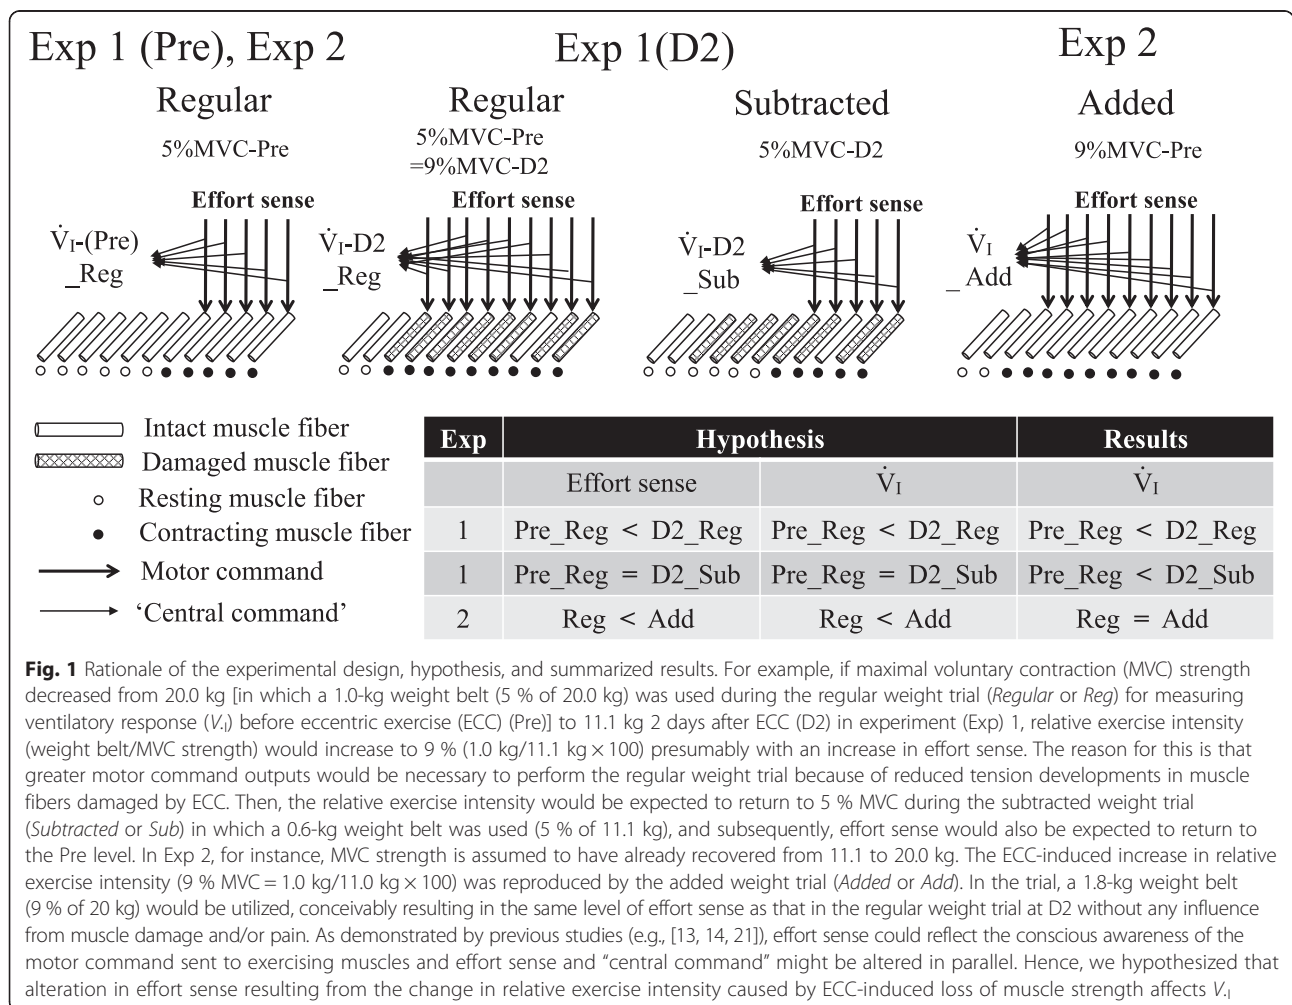 Exp 1 (Pre), Exp 2
Exp 1(D2)
Exp 2
Regular
Regular
Subtracted
Added
5%MVC-Pre
5%MVC-Pre
=9%MVC-D2
5%MVC-D2
9%MVC-Pre
Effort sense
Effort sense
Effort sense
Effort sense
V̇I-(Pre)
_Reg
V̇I-D2
_Reg
V̇I-D2
_Sub
V̇I
_ Add
Intact muscle fiber
Damaged muscle fiber
Resting muscle fiber
Contracting muscle fiber
Motor command
‘Central command’
Exp Hypothesis Results
Effort sense V̇I V̇I
1 Pre_Reg < D2_Reg Pre_Reg < D2_Reg Pre_Reg < D2_Reg
1 Pre_Reg = D2_Sub Pre_Reg = D2_Sub Pre_Reg < D2_Sub
2 Reg < Add Reg < Add Reg = Add
Fig. 1 Rationale of the experimental design, hypothesis, and summarized results. For example, if maximal voluntary contraction (MVC) strength
decreased from 20.0 kg [in which a 1.0-kg weight belt (5 % of 20.0 kg) was used during the regular weight trial (Regular or Reg) for measuring
ventilatory response (V.I) before eccentric exercise (ECC) (Pre)] to 11.1 kg 2 days after ECC (D2) in experiment (Exp) 1, relative exercise intensity
(weight belt/MVC strength) would increase to 9 % (1.0 kg/11.1 kg × 100) presumably with an increase in effort sense. The reason for this is that
greater motor command outputs would be necessary to perform the regular weight trial because of reduced tension developments in muscle
fibers damaged by ECC. Then, the relative exercise intensity would be expected to return to 5 % MVC during the subtracted weight trial
(Subtracted or Sub) in which a 0.6-kg weight belt was used (5 % of 11.1 kg), and subsequently, effort sense would also be expected to return to
the Pre level. In Exp 2, for instance, MVC strength is assumed to have already recovered from 11.1 to 20.0 kg. The ECC-induced increase in relative
exercise intensity (9 % MVC = 1.0 kg/11.0 kg × 100) was reproduced by the added weight trial (Added or Add). In the trial, a 1.8-kg weight belt
(9 % of 20 kg) would be utilized, conceivably resulting in the same level of effort sense as that in the regular weight trial at D2 without any influence
from muscle damage and/or pain. As demonstrated by previous studies (e.g., [13, 14, 21]), effort sense could reflect the conscious awareness of the
motor command sent to exercising muscles and effort sense and “central command” might be altered in parallel. Hence, we hypothesized that
alteration in effort sense resulting from the change in relative exercise intensity caused by ECC-induced loss of muscle strength affects V.I